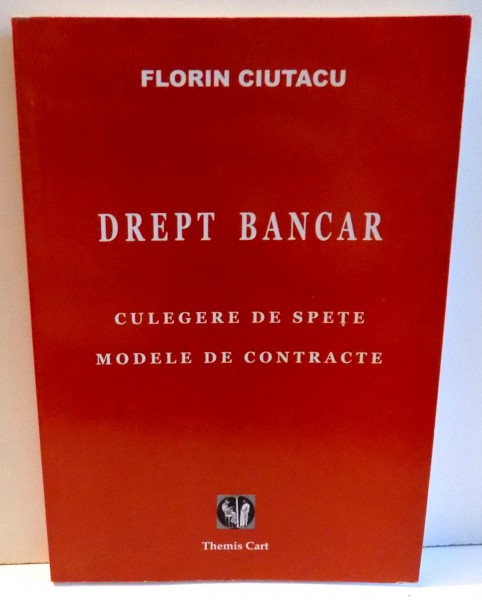 FLORIN CIUTACU
DREPT BANCAR
CULEGERE DE SPEȚE
MODELE DE CONTRACTE
Themis Cart